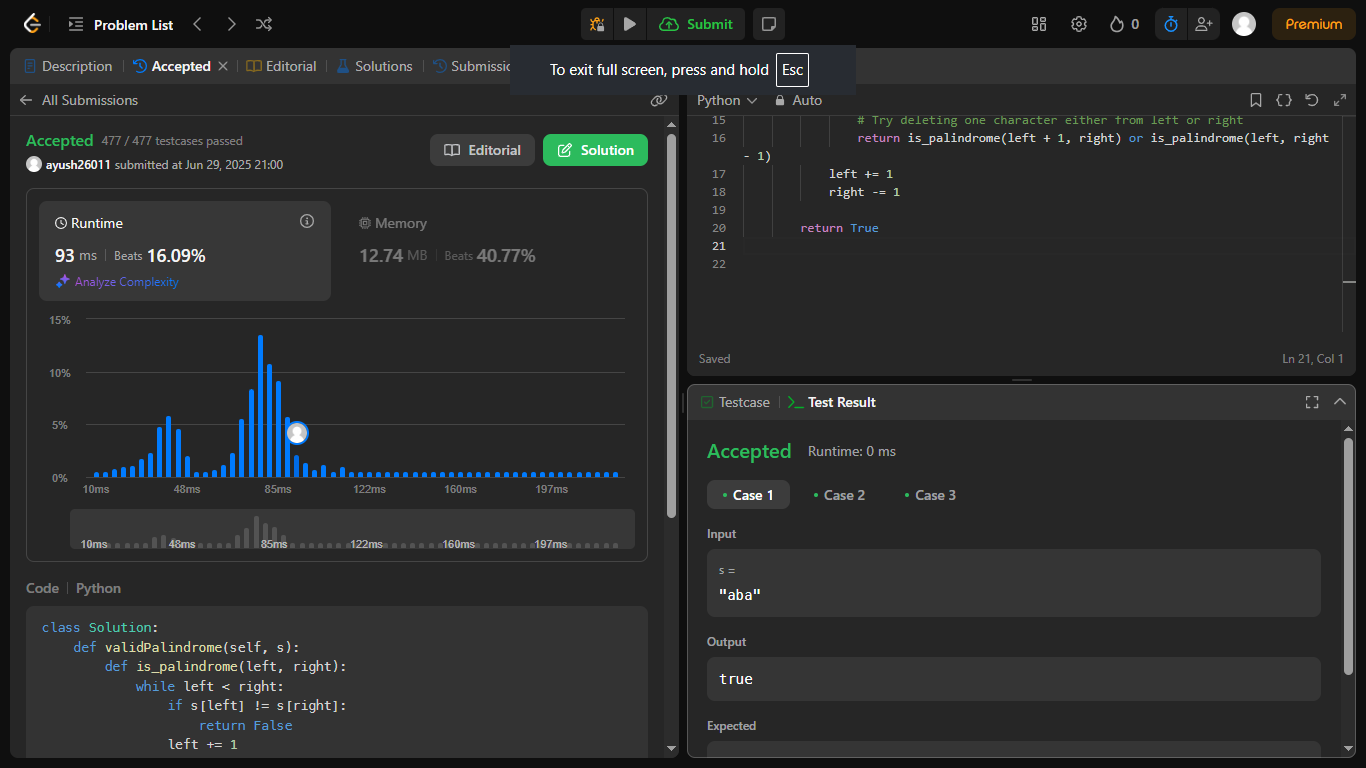 Problem List
Submit
0
Premium
Description
Accepted
Editorial
Solutions
Submissio
To exit full screen, press and hold Esc
All Submissions
Accepted 477 / 477 testcases passed
ayush26011 submitted at Jun 29, 2025 21:00
Editorial
Solution
Runtime
93 ms Beats 16.09%
Analyze Complexity
Memory
12.74 MB Beats 40.77%
15%
10%
5%
0%
10ms 48ms 85ms 122ms 160ms 197ms
10ms 48ms 85ms 122ms 160ms 197ms
Code Python
class Solution:
def validPalindrome(self, s):
def is_palindrome(left, right):
while left < right:
if s[left] != s[right]:
return False
left += 1
Python Auto
15 # Try deleting one character either from left or right
16 return is_palindrome(left + 1, right) or is_palindrome(left, right
- 1)
17 left += 1
18 right -= 1
19
20 return True
21
22
Saved Ln 21, Col 1
Testcase
>_ Test Result
Accepted Runtime: 0 ms
• Case 1 • Case 2 • Case 3
Input
s =
"aba"
Output
true
Expected